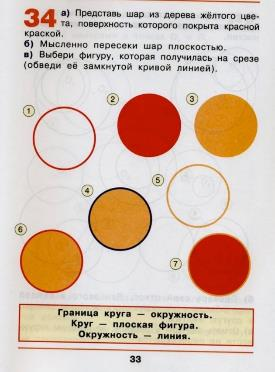 34 а) Представь шар из дерева жёлтого цве-
та, поверхность которого покрыта красной
краской.
б) Мысленно пересеки шар плоскостью.
в) Выбери фигуру, которая получилась на срезе
(обведи её замкнутой кривой линией).
1
2
3
4
5
6
7
Граница круга — окружность.
Круг — плоская фигура.
Окружность — линия.
33